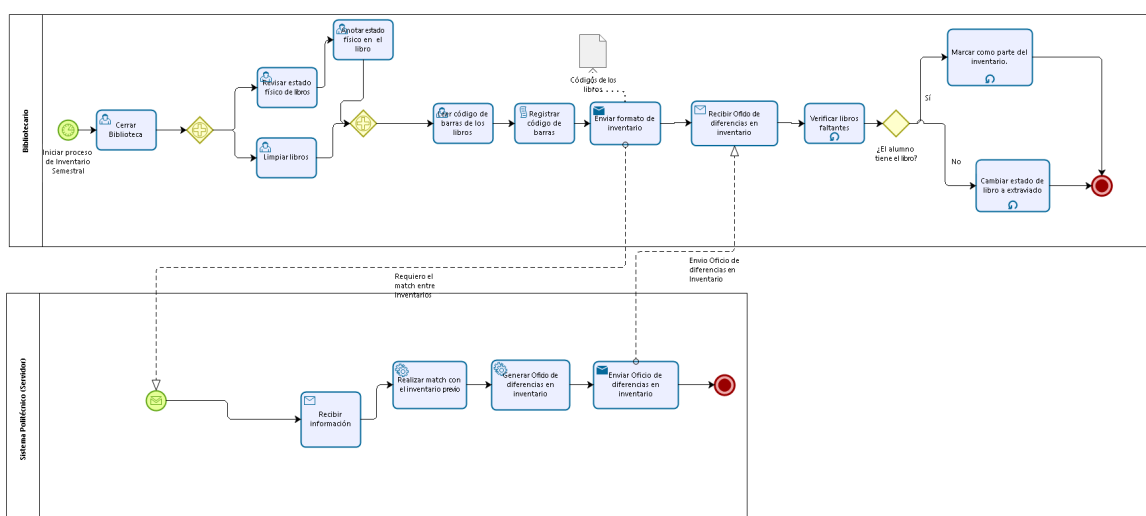 Bibliotecario
Iniciar proceso
de Inventario
Semestral
Cerrar
Biblioteca
Revisar estado
físico de libros
Anotar estado
físico en el
libro
Limpiar libros
código de
barras de los
libros
Registrar
código de
barras
Códigos de los
libros
Enviar formato de
inventario
Recibir Oficio de
diferencias en
inventario
Verificar libros
faltantes
¿El alumno
tiene el libro?
Sí
Marcar como parte del
inventario.
No
Cambiar estado de
libro a extraviado
Requiero el
match entre
inventarios
Envio Oficio de
diferencias en
Inventario
Sistema Politécnico (Servidor)
Recibir
información
Realizar match con
el inventario previo
Generar Oficio de
diferencias en
inventario
Enviar Oficio de
diferencias en
inventario